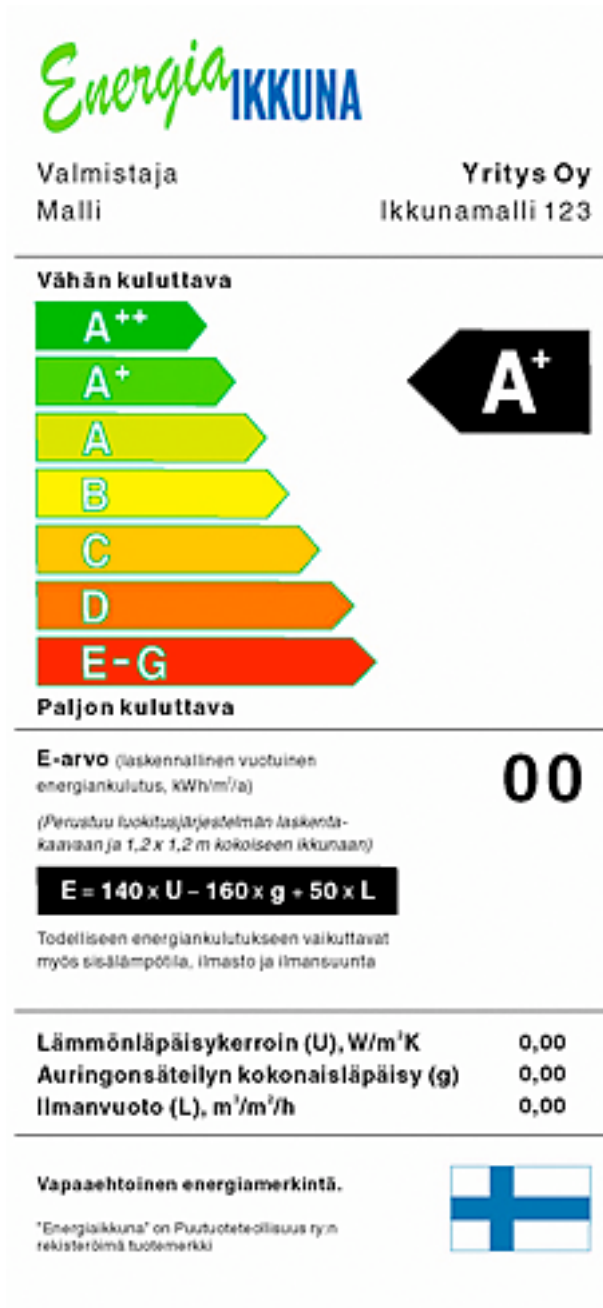 Energia IKKUNA
Valmistaja Yritys Oy
Malli Ikkunamalli 123
Vähän kuluttava
A++
A+
A+
A
B
C
D
E-G
Paljon kuluttava
E-arvo (laskennallinen vuotuinen
energiankulutus, kWh/m²/a)
00
(Perustuu luokitusjärjestelmän laskenta-
kaavaan ja 1,2 x 1,2 m kokoiseen ikkunaan)
E = 140 x U – 160 x g + 50 x L
Todelliseen energiankulutukseen vaikuttavat
myös sisälämpötila, ilmasto ja ilmansuunta
Lämmönläpäisykerroin (U), W/m²K 0,00
Auringonsäteilyn kokonaisläpäisy (g) 0,00
Ilmanvuoto (L), m³/m²/h 0,00
Vapaaehtoinen energiamerkintä.
"Energiaikkuna" on Puutuoteteollisuus ry:n
rekisteröimä tuotemerkki